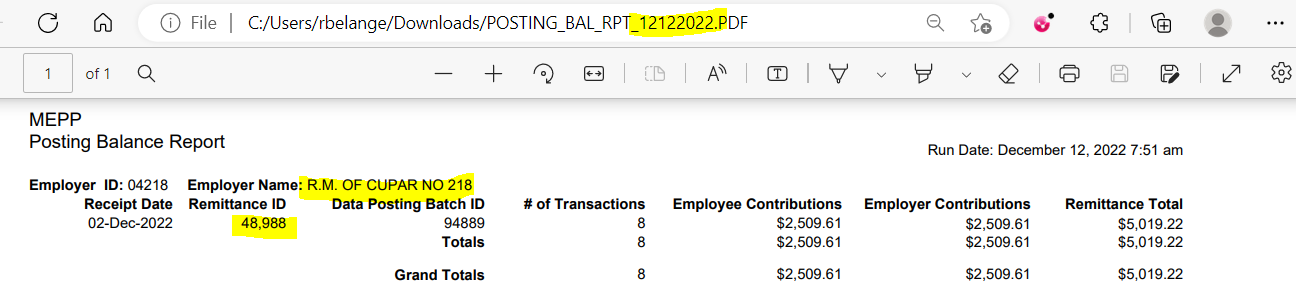 File C:/Users/rbelange/Downloads/POSTING_BAL_RPT_12122022.PDF
1 of 1
MEPP
Posting Balance Report
Run Date: December 12, 2022 7:51 am
Employer ID: 04218 Employer Name: R.M. OF CUPAR NO 218
Receipt Date Remittance ID Data Posting Batch ID # of Transactions Employee Contributions Employer Contributions Remittance Total
02-Dec-2022 48,988 94889 8 $2,509.61 $2,509.61 $5,019.22
Totals 8 $2,509.61 $2,509.61 $5,019.22
Grand Totals 8 $2,509.61 $2,509.61 $5,019.22